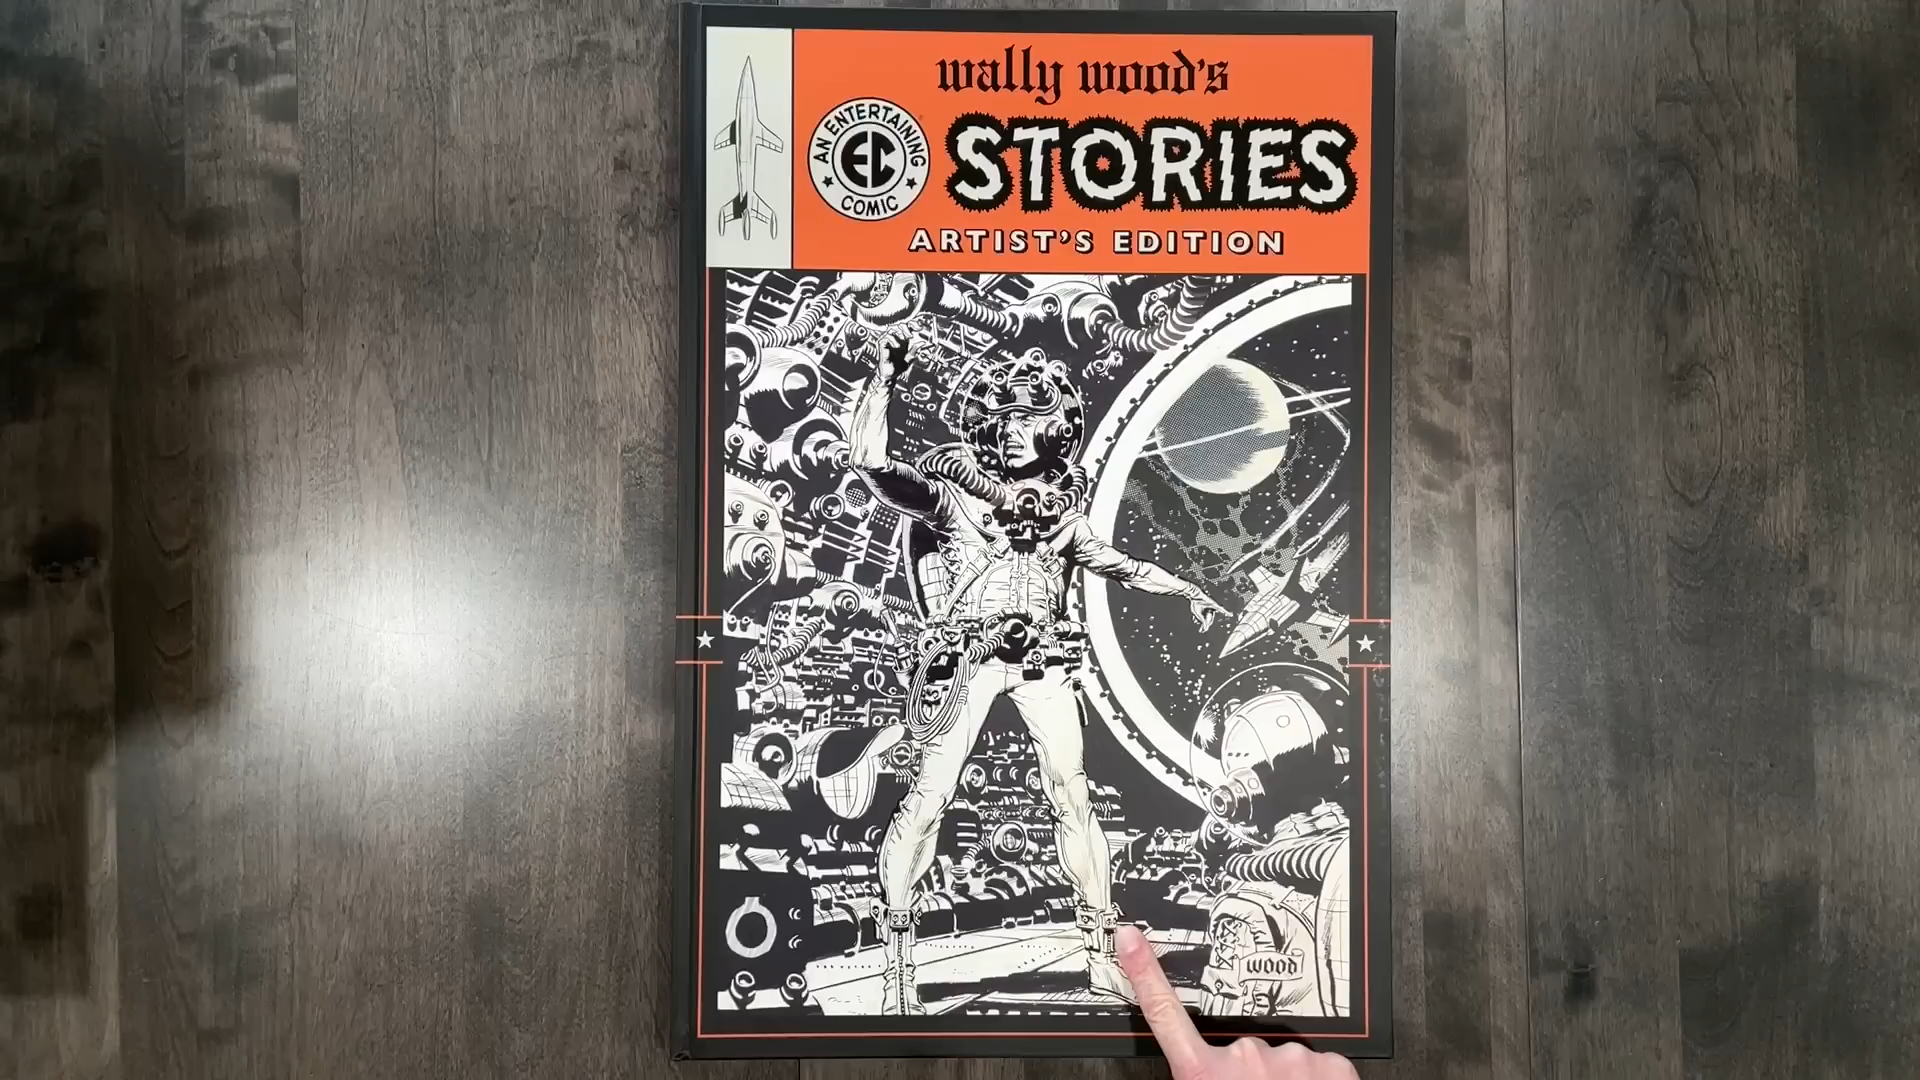 wally wood's
AN ENTERTAINING
EC
COMIC
STORIES
ARTIST'S EDITION
WOOD